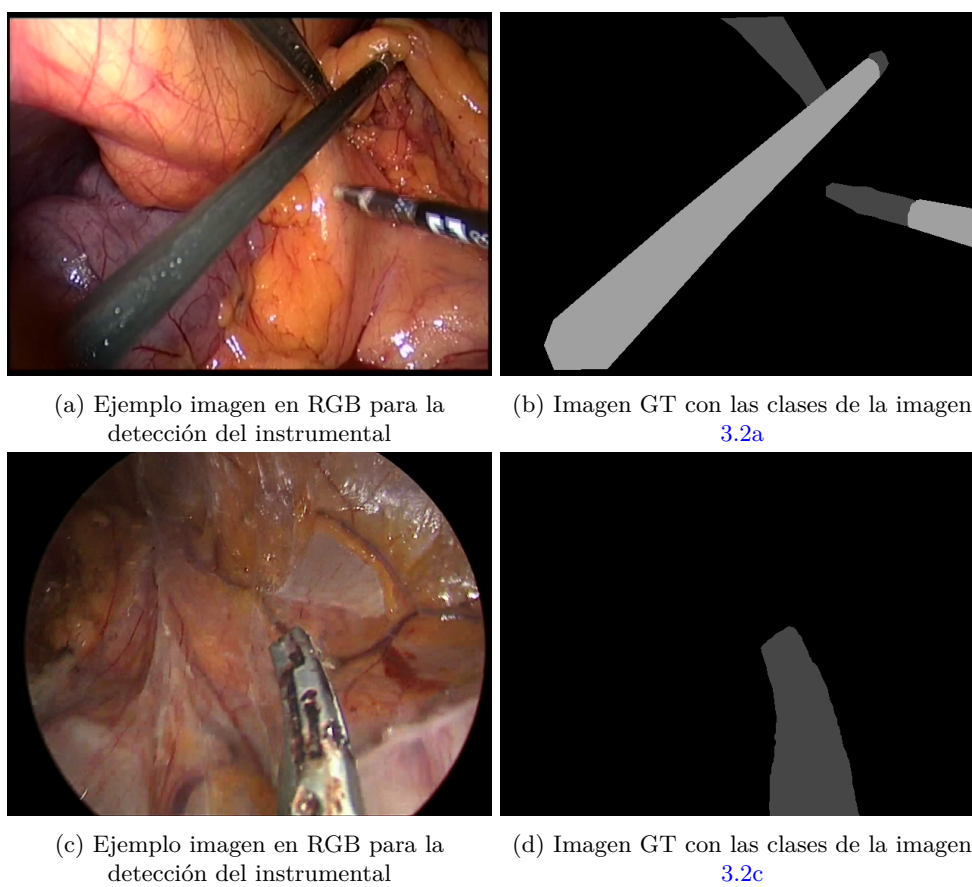 (a) Ejemplo imagen en RGB para la
detección del instrumental
(b) Imagen GT con las clases de la imagen
3.2a
(c) Ejemplo imagen en RGB para la
detección del instrumental
(d) Imagen GT con las clases de la imagen
3.2c